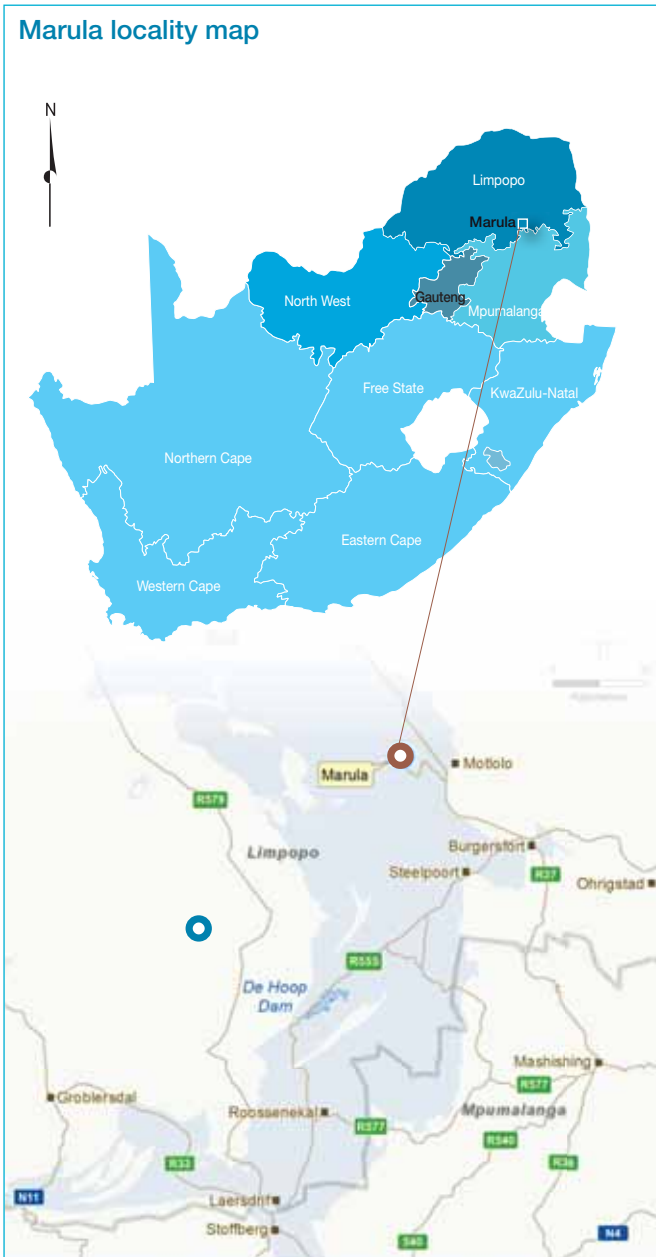 Marula locality map
N
Limpopo
Marula
North West
Gauteng
Mpumalanga
Free State
KwaZulu-Natal
Northern Cape
Eastern Cape
Western Cape
Marula
Motlolo
R579
Limpopo
Burgersfort
Steelpoort
R37
Ohrigstad
R555
De Hoop
Dam
Mashishing
R577
Groblersdal
Roossenekal
Mpumalanga
R577
R540
R33
R36
N11
Laersdrif
Stoffberg
S40
N4